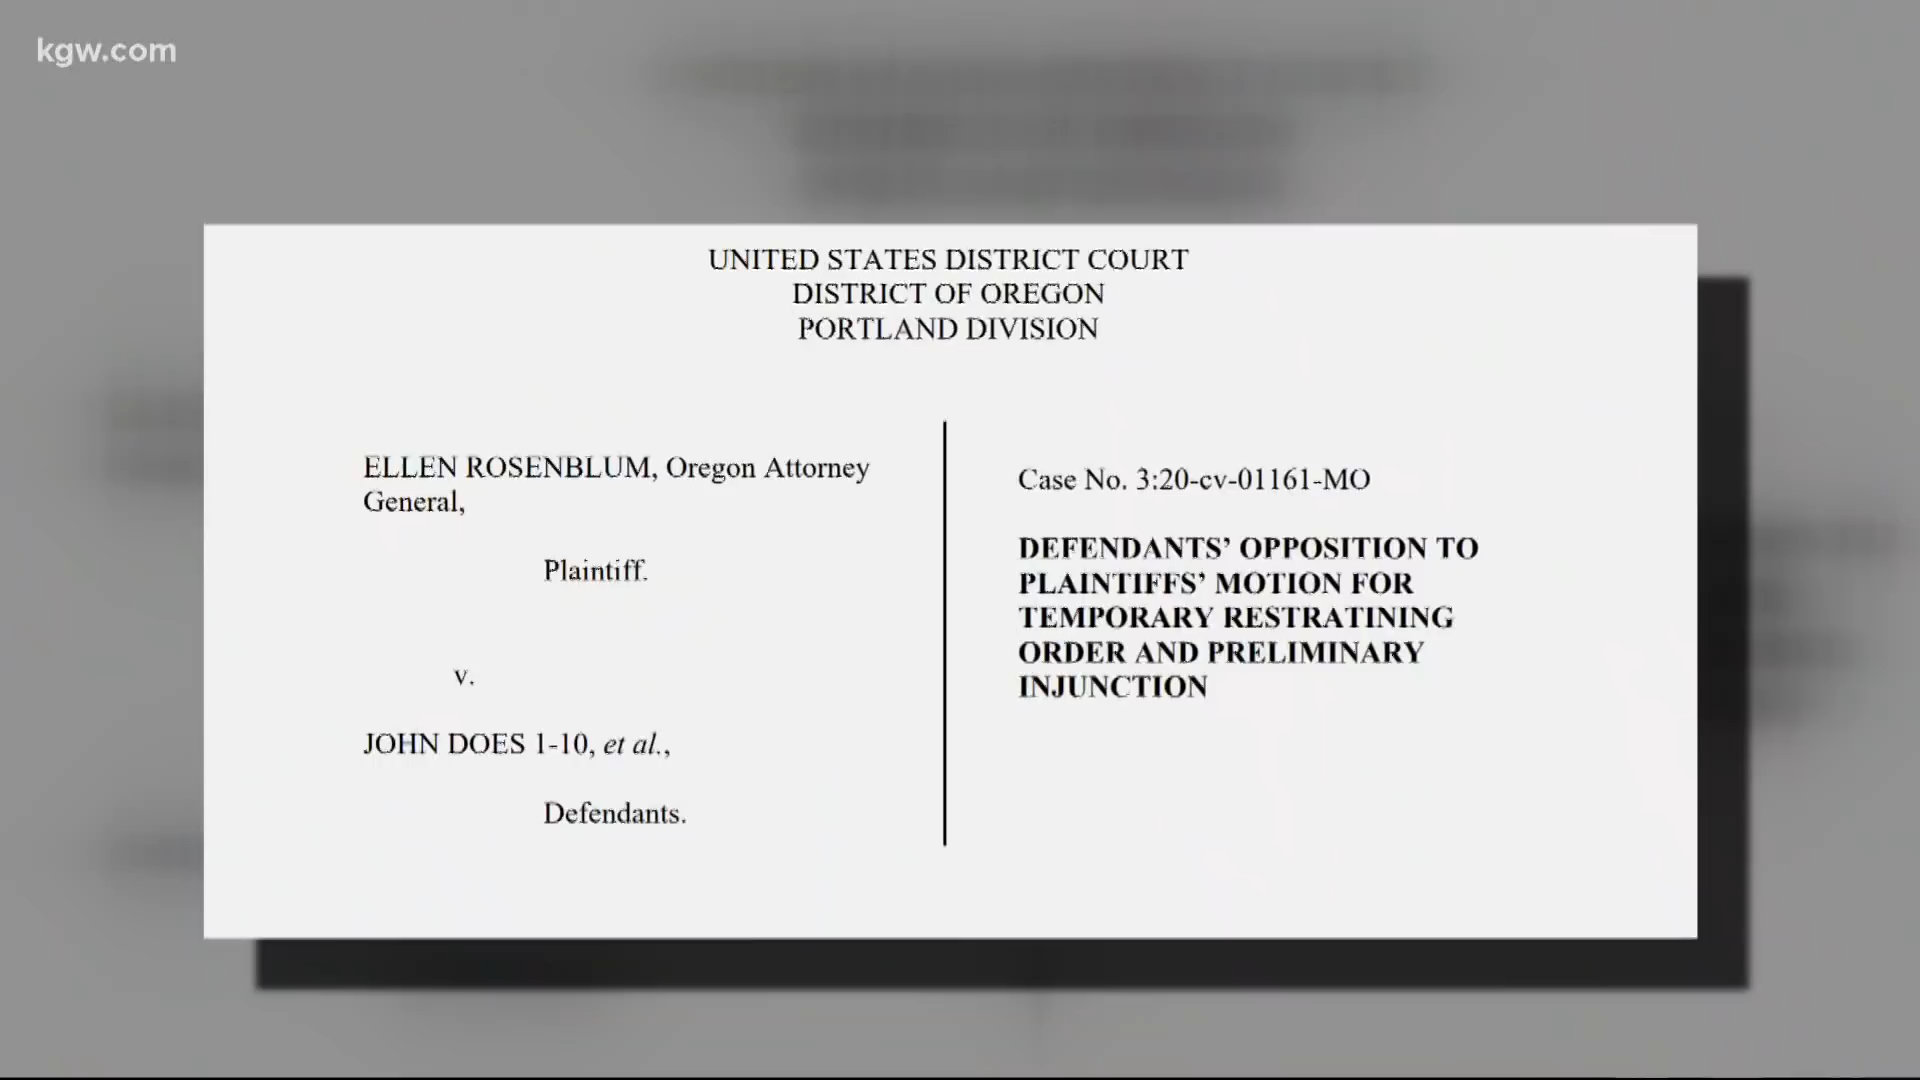 kgw.com
UNITED STATES DISTRICT COURT
DISTRICT OF OREGON
PORTLAND DIVISION
ELLEN ROSENBLUM, Oregon Attorney
General,
Plaintiff.
v.
JOHN DOES 1-10, et al.,
Defendants.
Case No. 3:20-cv-01161-MO
DEFENDANTS’ OPPOSITION TO
PLAINTIFFS’ MOTION FOR
TEMPORARY RESTRATINING
ORDER AND PRELIMINARY
INJUNCTION